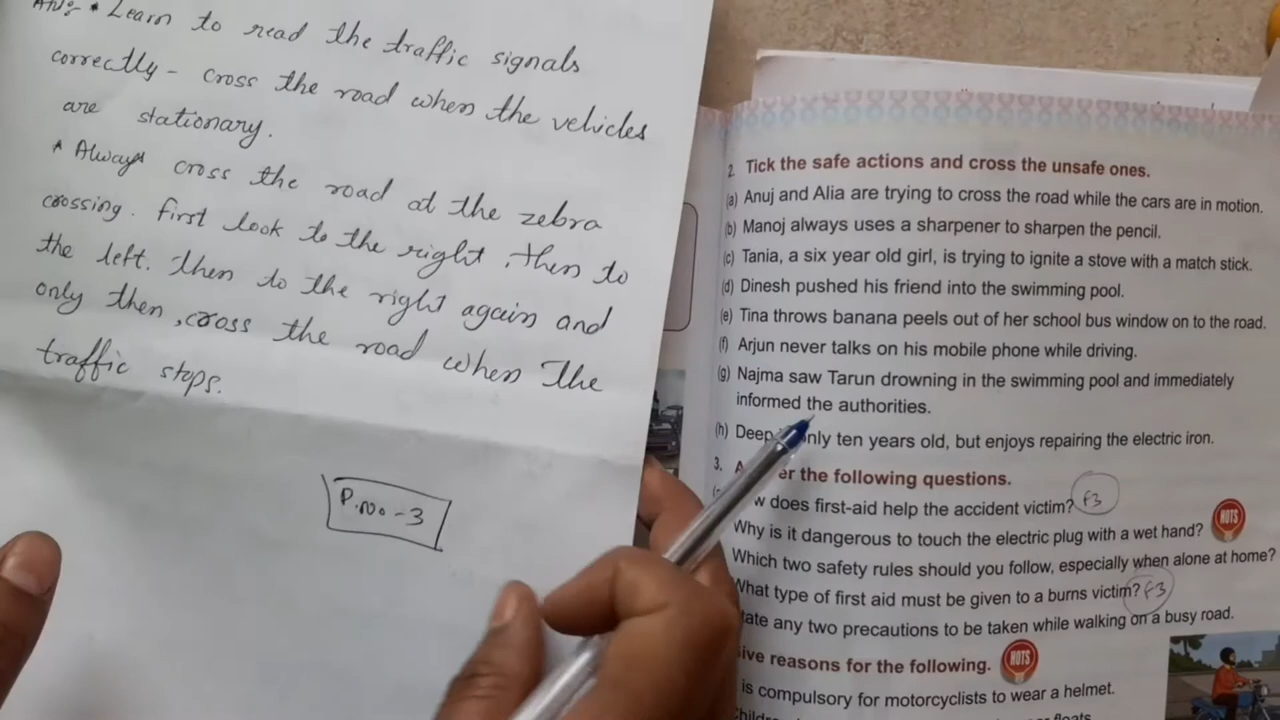 Ans:- * Learn to read the traffic signals
correctly - cross the road when the vehicles
are stationary.
* Always cross the road at the zebra
crossing. First look to the right, then to
the left. Then to the right again and
only then, cross the road when the
traffic stops.
P.No.-3
2. Tick the safe actions and cross the unsafe ones.
(a) Anuj and Alia are trying to cross the road while the cars are in motion.
(b) Manoj always uses a sharpener to sharpen the pencil.
(c) Tania, a six year old girl, is trying to ignite a stove with a match stick.
(d) Dinesh pushed his friend into the swimming pool.
(e) Tina throws banana peels out of her school bus window on to the road.
(f) Arjun never talks on his mobile phone while driving.
(g) Najma saw Tarun drowning in the swimming pool and immediately
informed the authorities.
(h) Deep only ten years old, but enjoys repairing the electric iron.
3. the following questions.
does first-aid help the accident victim? F3
Why is it dangerous to touch the electric plug with a wet hand? HOTS
Which two safety rules should you follow, especially when alone at home?
What type of first aid must be given to a burns victim? F3
any two precautions to be taken while walking on a busy road.
reasons for the following. HOTS
is compulsory for motorcyclists to wear a helmet.
floats